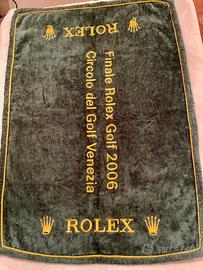 ROLEX
Finale Rolex Golf 2006
Circolo del Golf Venezia
ROLEX